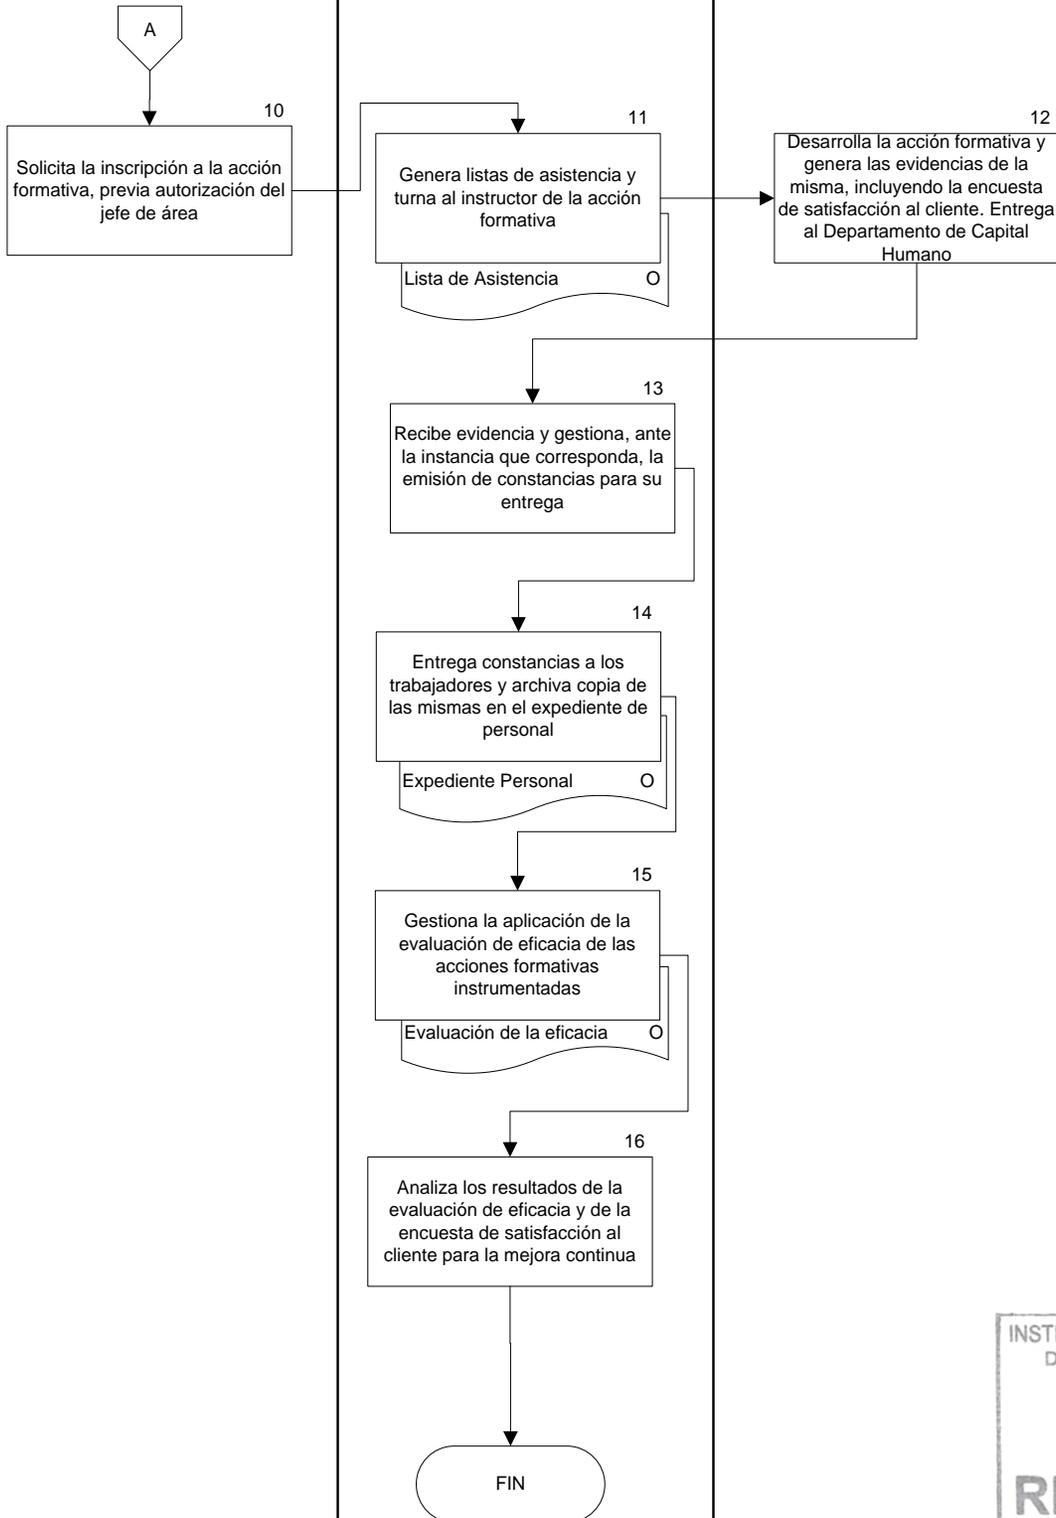 A
10
Solicita la inscripción a la acción
formativa, previa autorización del
jefe de área
11
Genera listas de asistencia y
turna al instructor de la acción
formativa
Lista de Asistencia O
12
Desarrolla la acción formativa y
genera las evidencias de la
misma, incluyendo la encuesta
de satisfacción al cliente. Entrega
al Departamento de Capital
Humano
13
Recibe evidencia y gestiona, ante
la instancia que corresponda, la
emisión de constancias para su
entrega
14
Entrega constancias a los
trabajadores y archiva copia de
las mismas en el expediente de
personal
Expediente Personal O
15
Gestiona la aplicación de la
evaluación de eficacia de las
acciones formativas
instrumentadas
Evaluación de la eficacia O
16
Analiza los resultados de la
evaluación de eficacia y de la
encuesta de satisfacción al
cliente para la mejora continua
FIN